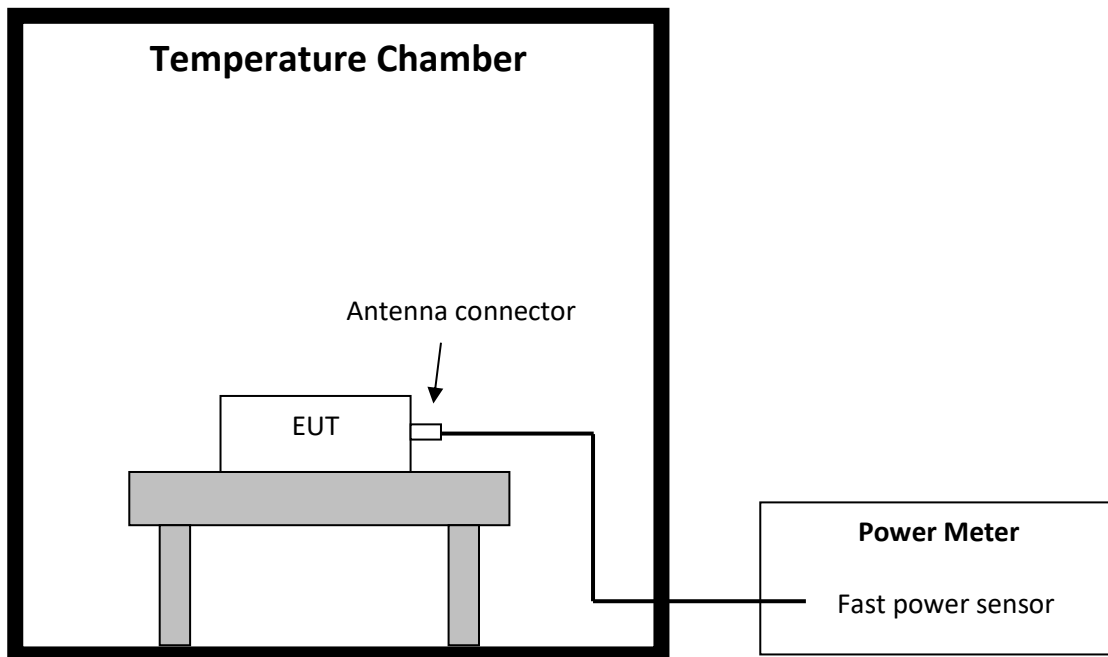 Temperature Chamber
Antenna connector
EUT
Power Meter
Fast power sensor